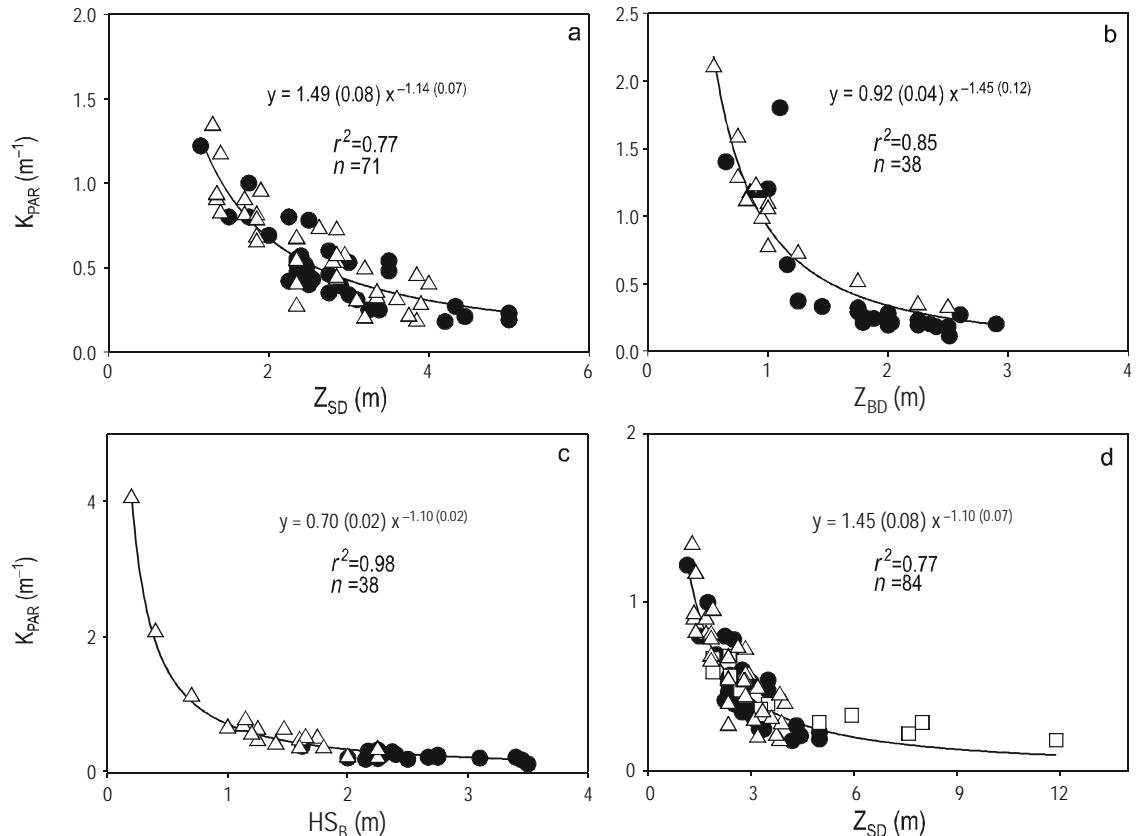 a
2.0
1.5
1.0
0.5
0.0
K_PAR (m⁻¹)
y = 1.49 (0.08) x^−1.14 (0.07)
r²=0.77
n =71
0 2 4 6
Z_SD (m)
b
2.5
2.0
1.5
1.0
0.5
0.0
y = 0.92 (0.04) x^−1.45 (0.12)
r²=0.85
n =38
0 1 2 3 4
Z_BD (m)
c
4
2
0
K_PAR (m⁻¹)
y = 0.70 (0.02) x^−1.10 (0.02)
r²=0.98
n =38
0 1 2 3 4
HS_B (m)
d
2
1
0
y = 1.45 (0.08) x^−1.10 (0.07)
r²=0.77
n =84
0 3 6 9 12
Z_SD (m)